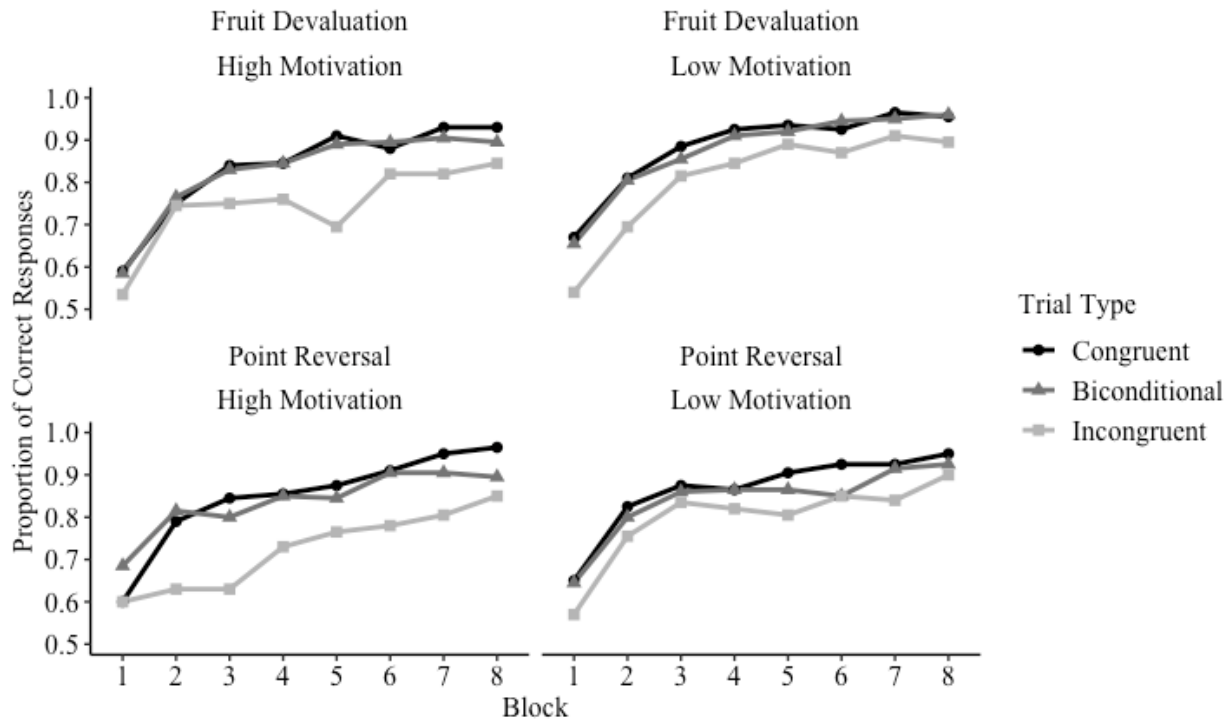 Fruit Devaluation
High Motivation
Fruit Devaluation
Low Motivation
1.0
0.9
0.8
0.7
0.6
0.5
Proportion of Correct Responses
Point Reversal
High Motivation
Point Reversal
Low Motivation
1.0
0.9
0.8
0.7
0.6
0.5
1 2 3 4 5 6 7 8
1 2 3 4 5 6 7 8
Block
Trial Type
Congruent
Biconditional
Incongruent